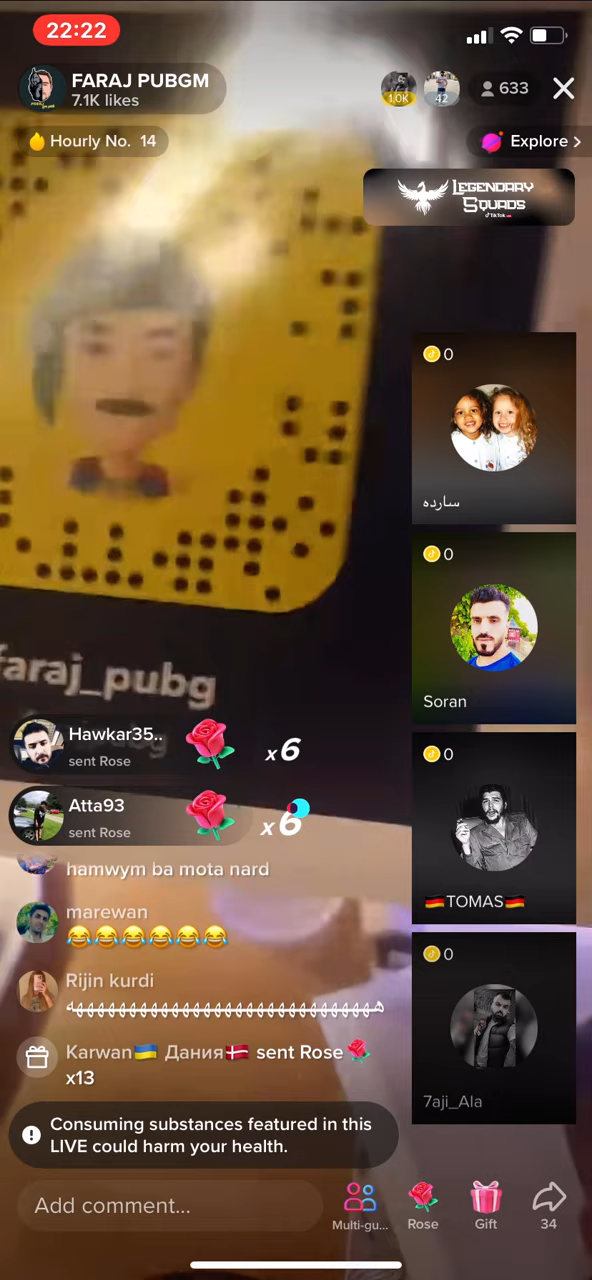 22:22
FARAJ PUBGM
7.1K likes
1.0K
42
633
Hourly No. 14
Explore >
LEGENDARY
SQUADS
TikTok
0
سارده
0
Soran
faraj_pubg
Hawkar35..
sent Rose
x6
0
Atta93
sent Rose
x6
hamwym ba mota nard
🇩🇪TOMAS🇩🇪
marewan
😂😂😂😂😂😂
0
Rijin kurdi
Karwan🇺🇦 Дания🇩🇰 sent Rose🌹
x13
7aji_Ala
Consuming substances featured in this
LIVE could harm your health.
Add comment...
Multi-gu...
Rose
Gift
34